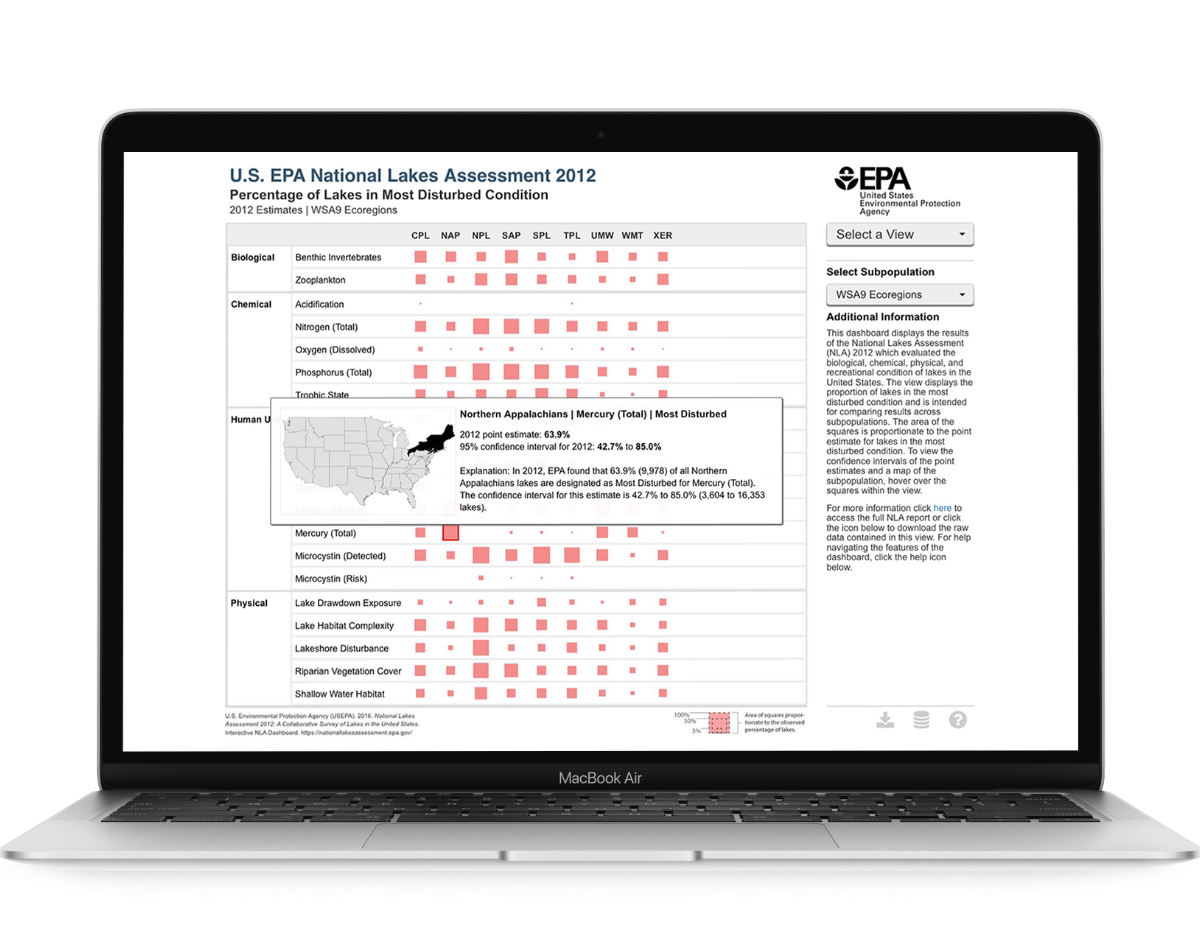 U.S. EPA National Lakes Assessment 2012
Percentage of Lakes in Most Disturbed Condition
2012 Estimates | WSA9 Ecoregions
CPL NAP NPL SAP SPL TPL UMW WMT XER
Biological
Benthic Invertebrates
Zooplankton
Chemical
Acidification
Nitrogen (Total)
Oxygen (Dissolved)
Phosphorus (Total)
Trophic State
Human U
Northern Appalachians | Mercury (Total) | Most Disturbed
2012 point estimate: 63.9%
95% confidence interval for 2012: 42.7% to 85.0%
Explanation: In 2012, EPA found that 63.9% (9,978) of all Northern
Appalachians lakes are designated as Most Disturbed for Mercury (Total).
The confidence interval for this estimate is 42.7% to 85.0% (3,604 to 16,353
lakes).
Mercury (Total)
Microcystin (Detected)
Microcystin (Risk)
Physical
Lake Drawdown Exposure
Lake Habitat Complexity
Lakeshore Disturbance
Riparian Vegetation Cover
Shallow Water Habitat
U.S. Environmental Protection Agency (USEPA). 2016. National Lakes
Assessment 2012: A Collaborative Survey of Lakes in the United States.
Interactive NLA Dashboard. https://nationallakesassessment.epa.gov/
100%
50%
5%
Area of squares propor-
tionate to the observed
percentage of lakes.
EPA
United States
Environmental Protection
Agency
Select a View
Select Subpopulation
WSA9 Ecoregions
Additional Information
This dashboard displays the results
of the National Lakes Assessment
(NLA) 2012 which evaluated the
biological, chemical, physical, and
recreational condition of lakes in the
United States. The view displays the
proportion of lakes in the most
disturbed condition and is intended
for comparing results across
subpopulations. The area of the
squares is proportionate to the point
estimate for lakes in the most
disturbed condition. To view the
confidence intervals of the point
estimates and a map of the
subpopulation, hover over the
squares within the view.
For more information click here to
access the full NLA report or click
the icon below to download the raw
data contained in this view. For help
navigating the features of the
dashboard, click the help icon
below.
?
MacBook Air